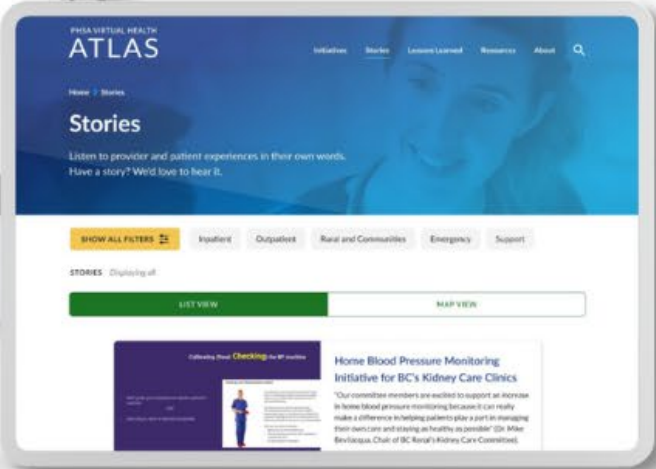 PHSA VIRTUAL HEALTH
ATLAS
Initiatives Stories Lessons Learned Resources About
Home Stories
Stories
Listen to provider and patient experiences in their own words.
Have a story? We'd love to hear it.
SHOW ALL FILTERS Inpatient Outpatient Rural and Communities Emergency Support
STORIES Displaying all
LIST VIEW MAP VIEW
Checking the BP machine
Home Blood Pressure Monitoring
Initiative for BC's Kidney Care Clinics
"Our committee members are excited to support an increase
in home blood pressure monitoring because it can really
make a difference in helping patients play a part in managing
their own care and staying as healthy as possible" (Dr. Mike
Bevilacqua, Chair of BC Renal's Kidney Care Committee).